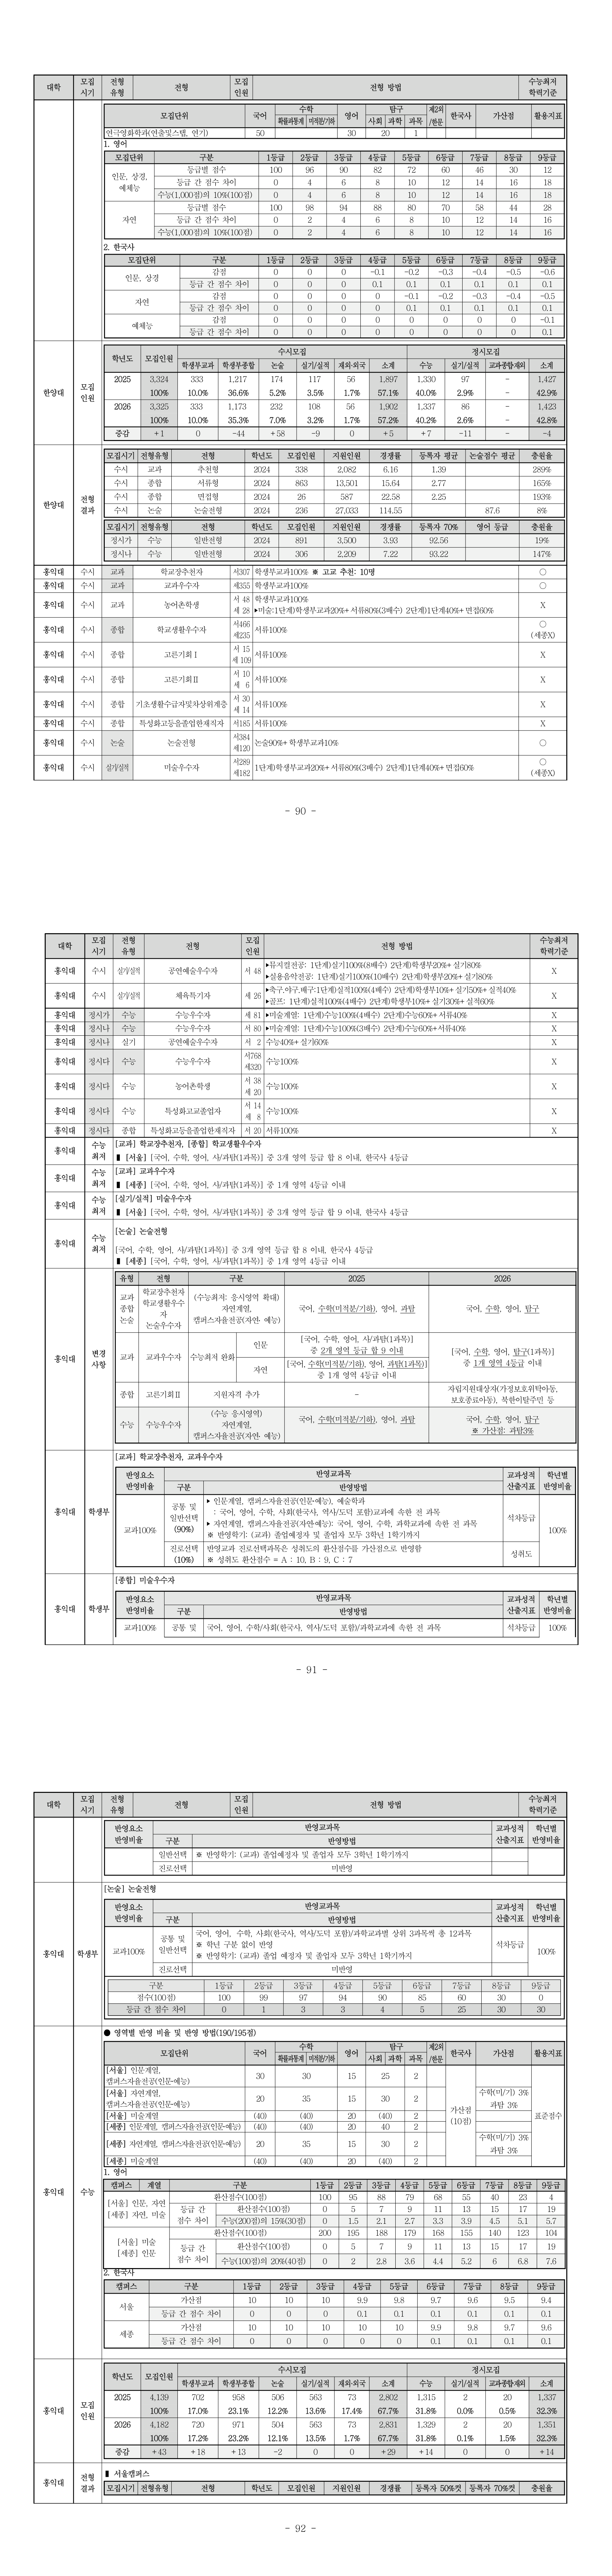 대학 모집시기 전형유형 전형 모집인원 전형 방법 수능최저학력기준
모집단위 국어 수학 영어 탐구 제2외/한문 한국사 가산점 활용지표
확률과통계 미적분/기하 사회 과학 과목
연극영화학과(연출및스탭, 연기) 50 30 20 1
1. 영어
모집단위 구분 1등급 2등급 3등급 4등급 5등급 6등급 7등급 8등급 9등급
인문, 상경, 예체능 등급별 점수 100 96 90 82 72 60 46 30 12
등급 간 점수 차이 0 4 6 8 10 12 14 16 18
수능(1,000점)의 10%(100점) 0 4 6 8 10 12 14 16 18
자연 등급별 점수 100 98 94 88 80 70 58 44 28
등급 간 점수 차이 0 2 4 6 8 10 12 14 16
수능(1,000점)의 10%(100점) 0 2 4 6 8 10 12 14 16
2. 한국사
모집단위 구분 1등급 2등급 3등급 4등급 5등급 6등급 7등급 8등급 9등급
인문, 상경 감점 0 0 0 -0.1 -0.2 -0.3 -0.4 -0.5 -0.6
등급 간 점수 차이 0 0 0 0.1 0.1 0.1 0.1 0.1 0.1
자연 감점 0 0 0 0 -0.1 -0.2 -0.3 -0.4 -0.5
등급 간 점수 차이 0 0 0 0 0.1 0.1 0.1 0.1 0.1
예체능 감점 0 0 0 0 0 0 0 0 -0.1
등급 간 점수 차이 0 0 0 0 0 0 0 0 0.1
한양대 모집인원
학년도 모집인원 수시모집 정시모집
학생부교과 학생부종합 논술 실기/실적 재외·외국 소계 수능 실기/실적 교과종합재외 소계
2025 3,324 333 1,217 174 117 56 1,897 1,330 97 - 1,427
100% 10.0% 36.6% 5.2% 3.5% 1.7% 57.1% 40.0% 2.9% - 42.9%
2026 3,325 333 1,173 232 108 56 1,902 1,337 86 - 1,423
100% 10.0% 35.3% 7.0% 3.2% 1.7% 57.2% 40.2% 2.6% - 42.8%
증감 +1 0 -44 +58 -9 0 +5 +7 -11 - -4
한양대 전형결과
모집시기 전형유형 전형 학년도 모집인원 지원인원 경쟁률 등록자 평균 논술점수 평균 충원율
수시 교과 추천형 2024 338 2,082 6.16 1.39 289%
수시 종합 서류형 2024 863 13,501 15.64 2.77 165%
수시 종합 면접형 2024 26 587 22.58 2.25 193%
수시 논술 논술전형 2024 236 27,033 114.55 87.6 8%
모집시기 전형유형 전형 학년도 모집인원 지원인원 경쟁률 등록자 70% 영어 등급 충원율
정시가 수능 일반전형 2024 891 3,500 3.93 92.56 19%
정시나 수능 일반전형 2024 306 2,209 7.22 93.22 147%
홍익대 수시 교과 학교장추천자 서307 학생부교과100% ※ 고교 추천: 10명 ○
홍익대 수시 교과 교과우수자 세355 학생부교과100% ○
홍익대 수시 교과 농어촌학생 서 48 세 28 학생부교과100%
▶미술:1단계)학생부교과20%+서류80%(3배수) 2단계)1단계40%+면접60% X
홍익대 수시 종합 학교생활우수자 서466 세235 서류100% ○ (세종X)
홍익대 수시 종합 고른기회Ⅰ 서 15 세 109 서류100% X
홍익대 수시 종합 고른기회Ⅱ 서 10 세 6 서류100% X
홍익대 수시 종합 기초생활수급자및차상위계층 서 30 세 14 서류100% X
홍익대 수시 종합 특성화고등을졸업한재직자 서185 서류100% X
홍익대 수시 논술 논술전형 서384 세120 논술90%+학생부교과10% ○
홍익대 수시 실기/실적 미술우수자 서289 세182 1단계)학생부교과20%+서류80%(3배수) 2단계)1단계40%+면접60% ○ (세종X)
- 90 -
대학 모집시기 전형유형 전형 모집인원 전형 방법 수능최저학력기준
홍익대 수시 실기/실적 공연예술우수자 서 48 ▶뮤지컬전공: 1단계)실기100%(8배수) 2단계)학생부20%+실기80%
▶실용음악전공: 1단계)실기100%(10배수) 2단계)학생부20%+실기80% X
홍익대 수시 실기/실적 체육특기자 세 26 ▶축구,야구,배구:1단계)실적100%(4배수) 2단계)학생부10%+실기50%+실적40%
▶골프: 1단계)실적100%(4배수) 2단계)학생부10%+실기30%+실적60% X
홍익대 정시가 수능 수능우수자 세 81 ▶미술계열: 1단계)수능100%(4배수) 2단계)수능60%+서류40% X
홍익대 정시나 수능 수능우수자 서 80 ▶미술계열: 1단계)수능100%(3배수) 2단계)수능60%+서류40% X
홍익대 정시나 실기 공연예술우수자 서 2 수능40%+실기60% X
홍익대 정시다 수능 수능우수자 서768 세320 수능100% X
홍익대 정시다 수능 농어촌학생 서 38 세 20 수능100% X
홍익대 정시다 수능 특성화고교졸업자 서 14 세 8 수능100% X
홍익대 정시다 종합 특성화고등을졸업한재직자 서 20 서류100% X
홍익대 수능최저 [교과] 학교장추천자, [종합] 학교생활우수자
▮ [서울] [국어, 수학, 영어, 사/과탐(1과목)] 중 3개 영역 등급 합 8 이내, 한국사 4등급
홍익대 수능최저 [교과] 교과우수자
▮ [세종] [국어, 수학, 영어, 사/과탐(1과목)] 중 1개 영역 4등급 이내
홍익대 수능최저 [실기/실적] 미술우수자
▮ [서울] [국어, 수학, 영어, 사/과탐(1과목)] 중 3개 영역 등급 합 9 이내, 한국사 4등급
홍익대 수능최저 [논술] 논술전형
[국어, 수학, 영어, 사/과탐(1과목)] 중 3개 영역 등급 합 8 이내, 한국사 4등급
▮ [세종] [국어, 수학, 영어, 사/과탐(1과목)] 중 1개 영역 4등급 이내
홍익대 변경사항
유형 전형 구분 2025 2026
교과 종합 논술 학교장추천자 학교생활우수자 논술우수자 (수능최저: 응시영역 확대) 자연계열, 캠퍼스자율전공(자연·예능) 국어, 수학(미적분/기하), 영어, 과탐 국어, 수학, 영어, 탐구
교과 교과우수자 수능최저 완화 인문 [국어, 수학, 영어, 사/과탐(1과목)] 중 2개 영역 등급 합 9 이내 [국어, 수학, 영어, 탐구(1과목)] 중 1개 영역 4등급 이내
자연 [국어, 수학(미적분/기하), 영어, 과탐(1과목)] 중 1개 영역 4등급 이내
종합 고른기회Ⅱ 지원자격 추가 - 자립지원대상자(가정보호위탁아동, 보호종료아동), 북한이탈주민 등
수능 수능우수자 (수능 응시영역) 자연계열, 캠퍼스자율전공(자연·예능) 국어, 수학(미적분/기하), 영어, 과탐 국어, 수학, 영어, 탐구 ※ 가산점: 과탐3%
홍익대 학생부 [교과] 학교장추천자, 교과우수자
반영요소 반영비율 반영교과목 교과성적 산출지표 학년별 반영비율
구분 반영방법
교과100% 공통 및 일반선택 (90%) ▶ 인문계열, 캠퍼스자율전공(인문·예능), 예술학과
: 국어, 영어, 수학, 사회(한국사, 역사/도덕 포함)교과에 속한 전 과목
▶ 자연계열, 캠퍼스자율전공(자연·예능): 국어, 영어, 수학, 과학교과에 속한 전 과목
※ 반영학기: (교과) 졸업예정자 및 졸업자 모두 3학년 1학기까지 석차등급 100%
진로선택 (10%) 반영교과 진로선택과목은 성취도의 환산점수를 가산점으로 반영함
※ 성취도 환산점수 = A : 10, B : 9, C : 7 성취도
홍익대 학생부 [종합] 미술우수자
반영요소 반영비율 반영교과목 교과성적 산출지표 학년별 반영비율
구분 반영방법
교과100% 공통 및 국어, 영어, 수학/사회(한국사, 역사/도덕 포함)/과학교과에 속한 전 과목 석차등급 100%
- 91 -
대학 모집시기 전형유형 전형 모집인원 전형 방법 수능최저학력기준
반영요소 반영비율 반영교과목 교과성적 산출지표 학년별 반영비율
구분 반영방법
일반선택 ※ 반영학기: (교과) 졸업예정자 및 졸업자 모두 3학년 1학기까지
진로선택 미반영
홍익대 학생부 [논술] 논술전형
반영요소 반영비율 반영교과목 교과성적 산출지표 학년별 반영비율
구분 반영방법
교과100% 공통 및 일반선택 국어, 영어, 수학, 사회(한국사, 역사/도덕 포함)/과학교과별 상위 3과목씩 총 12과목
※ 학년 구분 없이 반영
※ 반영학기: (교과) 졸업 예정자 및 졸업자 모두 3학년 1학기까지 석차등급 100%
진로선택 미반영
구분 1등급 2등급 3등급 4등급 5등급 6등급 7등급 8등급 9등급
점수(100점) 100 99 97 94 90 85 60 30 0
등급 간 점수 차이 0 1 3 3 4 5 25 30 30
홍익대 수능 ● 영역별 반영 비율 및 반영 방법(190/195점)
모집단위 국어 수학 영어 탐구 제2외/한문 한국사 가산점 활용지표
확률과통계 미적분/기하 사회 과학 과목
[서울] 인문계열, 캠퍼스자율전공(인문·예능) 30 30 15 25 2 가산점 (10점) 표준점수
[서울] 자연계열, 캠퍼스자율전공(인문·예능) 20 35 15 30 2 수학(미/기) 3% 과탐 3%
[서울] 미술계열 (40) (40) 20 (40) 2
[세종] 인문계열, 캠퍼스자율전공(인문·예능) (40) (40) 20 40 2
[세종] 자연계열, 캠퍼스자율전공(인문·예능) 20 35 15 30 2 수학(미/기) 3% 과탐 3%
[세종] 미술계열 (40) (40) 20 (40) 2
1. 영어
캠퍼스 계열 구분 1등급 2등급 3등급 4등급 5등급 6등급 7등급 8등급 9등급
[서울] 인문, 자연 [세종] 자연, 미술 환산점수(100점) 100 95 88 79 68 55 40 23 4
등급 간 점수 차이 환산점수(100점) 0 5 7 9 11 13 15 17 19
수능(200점)의 15%(30점) 0 1.5 2.1 2.7 3.3 3.9 4.5 5.1 5.7
[서울] 미술 [세종] 인문 환산점수(100점) 200 195 188 179 168 155 140 123 104
등급 간 점수 차이 환산점수(100점) 0 5 7 9 11 13 15 17 19
수능(100점)의 20%(40점) 0 2 2.8 3.6 4.4 5.2 6 6.8 7.6
2. 한국사
캠퍼스 구분 1등급 2등급 3등급 4등급 5등급 6등급 7등급 8등급 9등급
서울 가산점 10 10 10 9.9 9.8 9.7 9.6 9.5 9.4
등급 간 점수 차이 0 0 0 0.1 0.1 0.1 0.1 0.1 0.1
세종 가산점 10 10 10 10 10 9.9 9.8 9.7 9.6
등급 간 점수 차이 0 0 0 0 0 0.1 0.1 0.1 0.1
홍익대 모집인원
학년도 모집인원 수시모집 정시모집
학생부교과 학생부종합 논술 실기/실적 재외·외국 소계 수능 실기/실적 교과종합재외 소계
2025 4,139 702 958 506 563 73 2,802 1,315 2 20 1,337
100% 17.0% 23.1% 12.2% 13.6% 17.4% 67.7% 31.8% 0.0% 0.5% 32.3%
2026 4,182 720 971 504 563 73 2,831 1,329 2 20 1,351
100% 17.2% 23.2% 12.1% 13.5% 1.7% 67.7% 31.8% 0.1% 1.5% 32.3%
증감 +43 +18 +13 -2 0 0 +29 +14 0 0 +14
홍익대 전형결과 ▮ 서울캠퍼스
모집시기 전형유형 전형 학년도 모집인원 지원인원 경쟁률 등록자 50%컷 등록자 70%컷 충원율
- 92 -